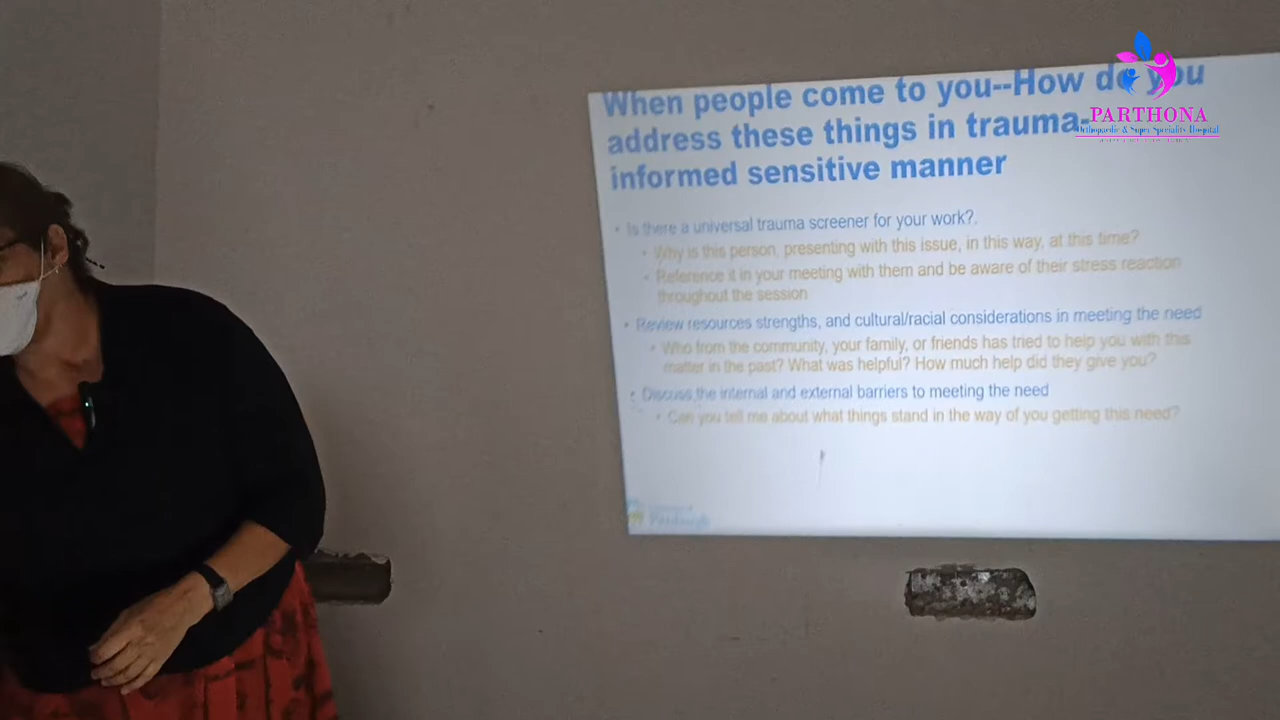 When people come to you--How do you
address these things in trauma-
informed sensitive manner
• Is there a universal trauma screener for your work?.
• Why is this person, presenting with this issue, in this way, at this time?
• Reference it in your meeting with them and be aware of their stress reaction
throughout the session
• Review resources strengths, and cultural/racial considerations in meeting the need
• Who from the community, your family, or friends has tried to help you with this
matter in the past? What was helpful? How much help did they give you?
• Discuss the internal and external barriers to meeting the need
• Can you tell me about what things stand in the way of you getting this need?
PARTHONA
Orthopaedic & Super Speciality Hospital